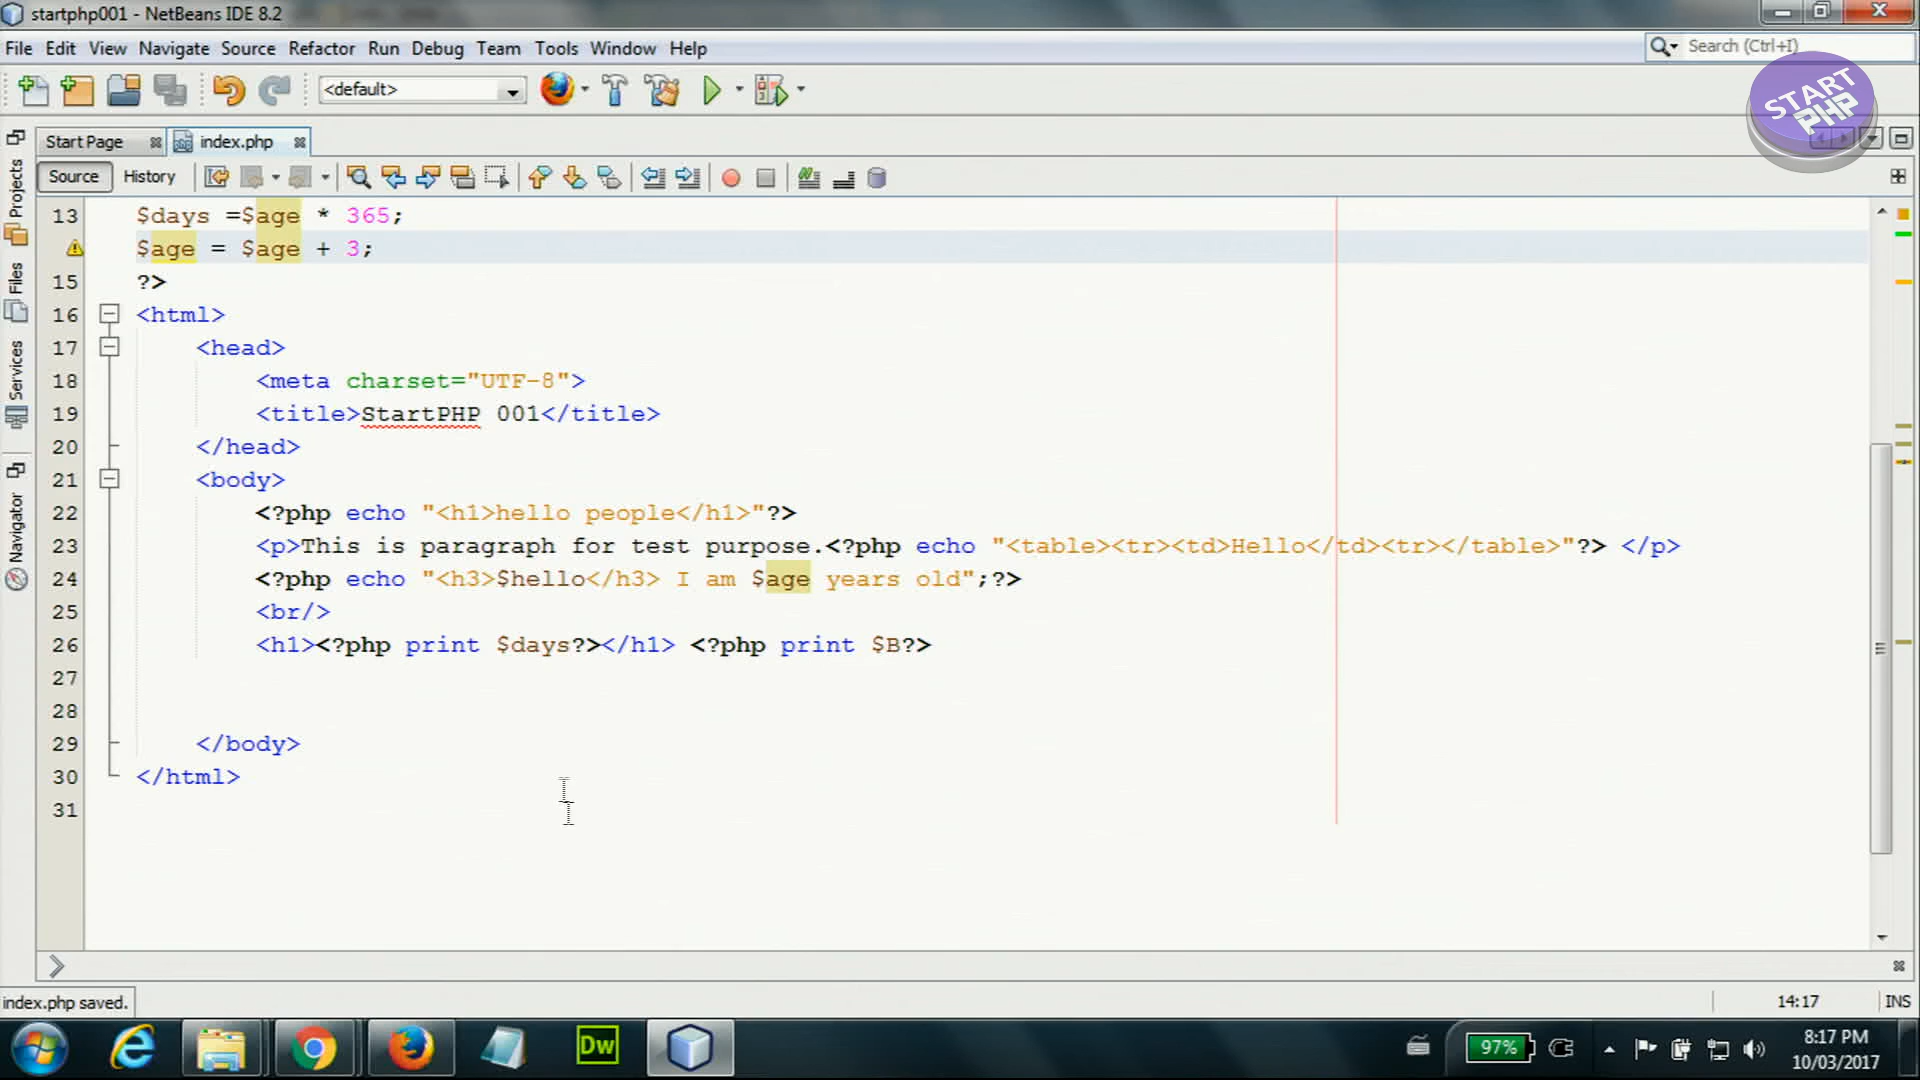 startphp001 - NetBeans IDE 8.2
File Edit View Navigate Source Refactor Run Debug Team Tools Window Help
Search (Ctrl+I)
<default>
START PHP
Start Page
index.php
Source History
Projects
Files
Services
Navigator
13 $days =$age * 365;
$age = $age + 3;
15 ?>
16 <html>
17 <head>
18 <meta charset="UTF-8">
19 <title>StartPHP 001</title>
20 </head>
21 <body>
22 <?php echo "<h1>hello people</h1>"?>
23 <p>This is paragraph for test purpose.<?php echo "<table><tr><td>Hello</td><tr></table>"?> </p>
24 <?php echo "<h3>$hello</h3> I am $age years old";?>
25 <br/>
26 <h1><?php print $days?></h1> <?php print $B?>
27
28
29 </body>
30 </html>
31
index.php saved.
14:17 INS
Dw
97%
8:17 PM
10/03/2017